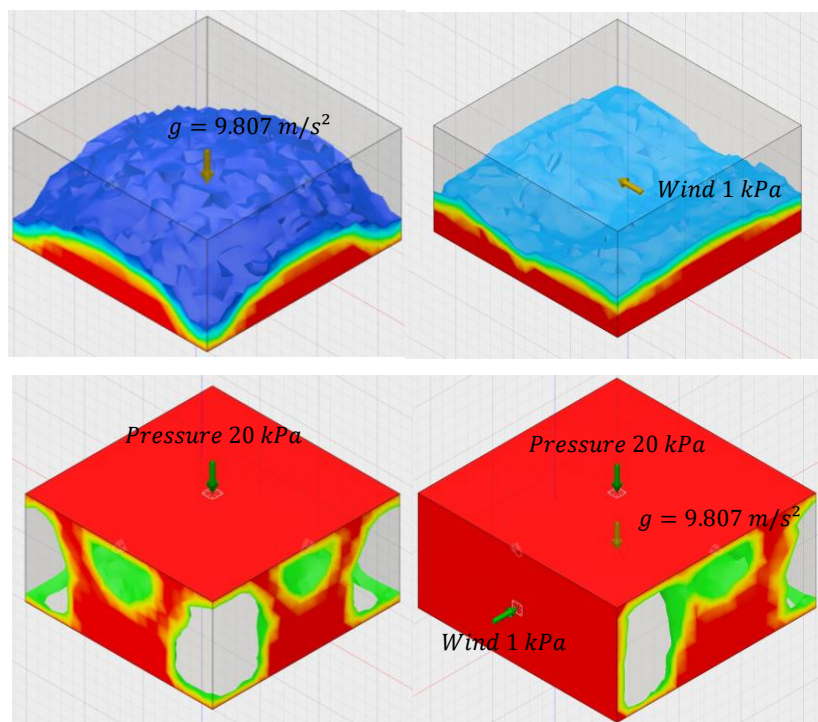 g = 9.807 m/s²
Wind 1 kPa
Pressure 20 kPa
Pressure 20 kPa
g = 9.807 m/s²
Wind 1 kPa